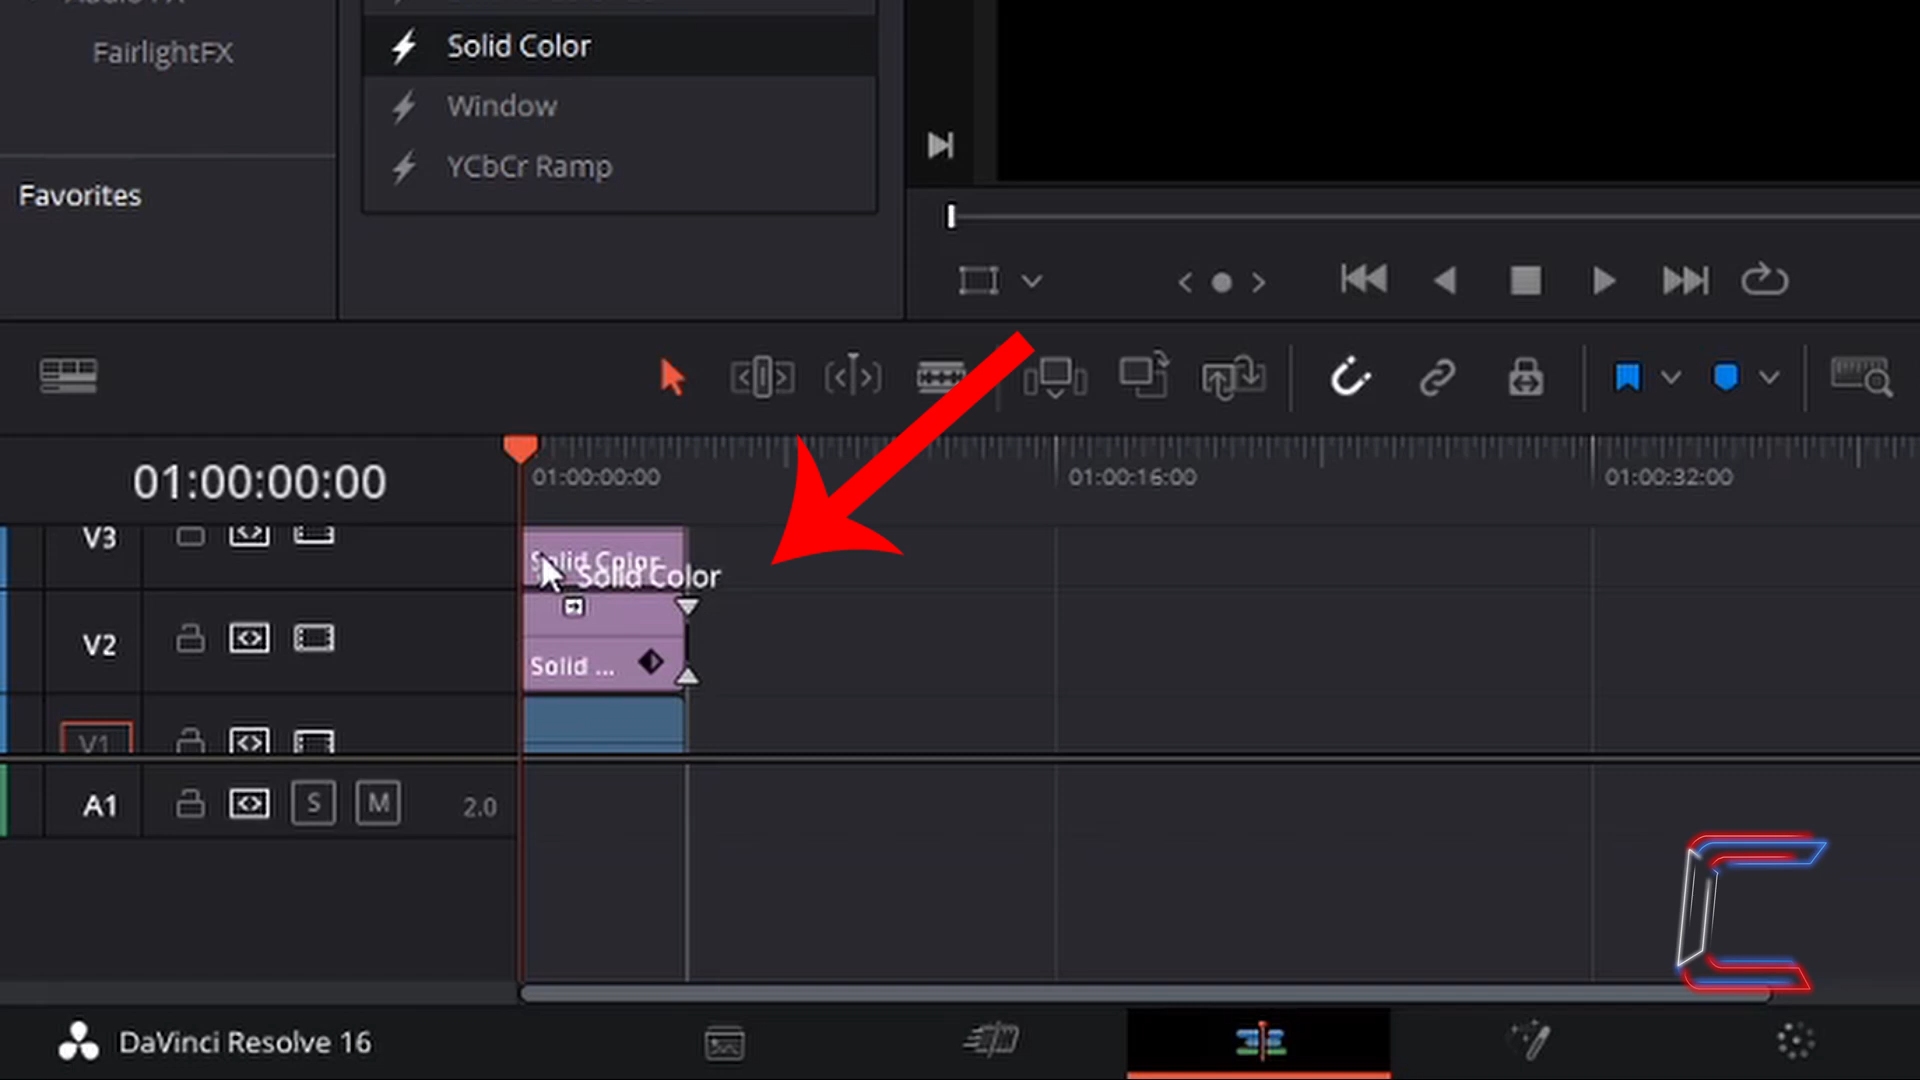 FairlightFX
Favorites
Solid Color
Window
YCbCr Ramp
01:00:00:00
01:00:00:00
01:00:16:00
01:00:32:00
V3
Solid Color
Solid Color
V2
Solid ...
V1
A1
S
M
2.0
DaVinci Resolve 16